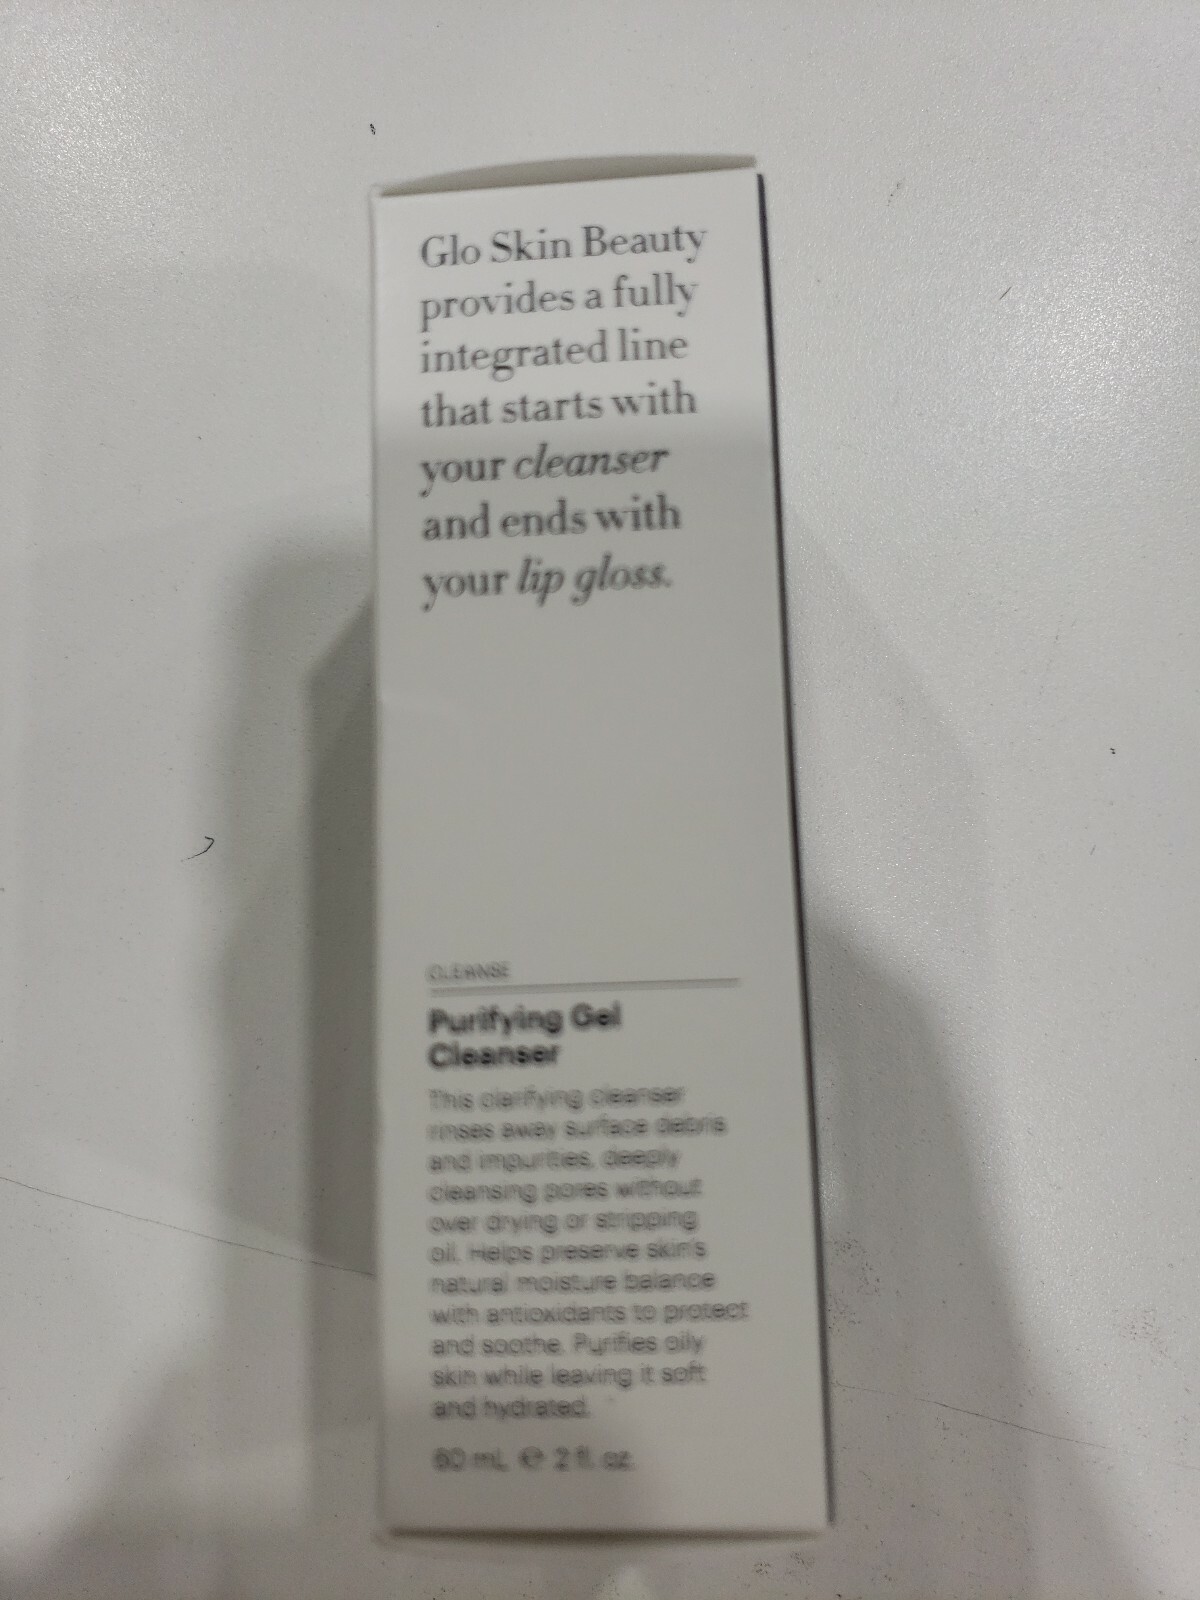 Glo Skin Beauty
provides a fully
integrated line
that starts with
your cleanser
and ends with
your lip gloss.
CLEANSE
Purifying Gel
Cleanser
This clarifying cleanser
rinses away surface debris
and impurities, deeply
cleansing pores without
over drying or stripping
oil. Helps preserve skin's
natural moisture balance
with antioxidants to protect
and soothe. Purifies oily
skin while leaving it soft
and hydrated.
60 mL ℮ 2 fl. oz.